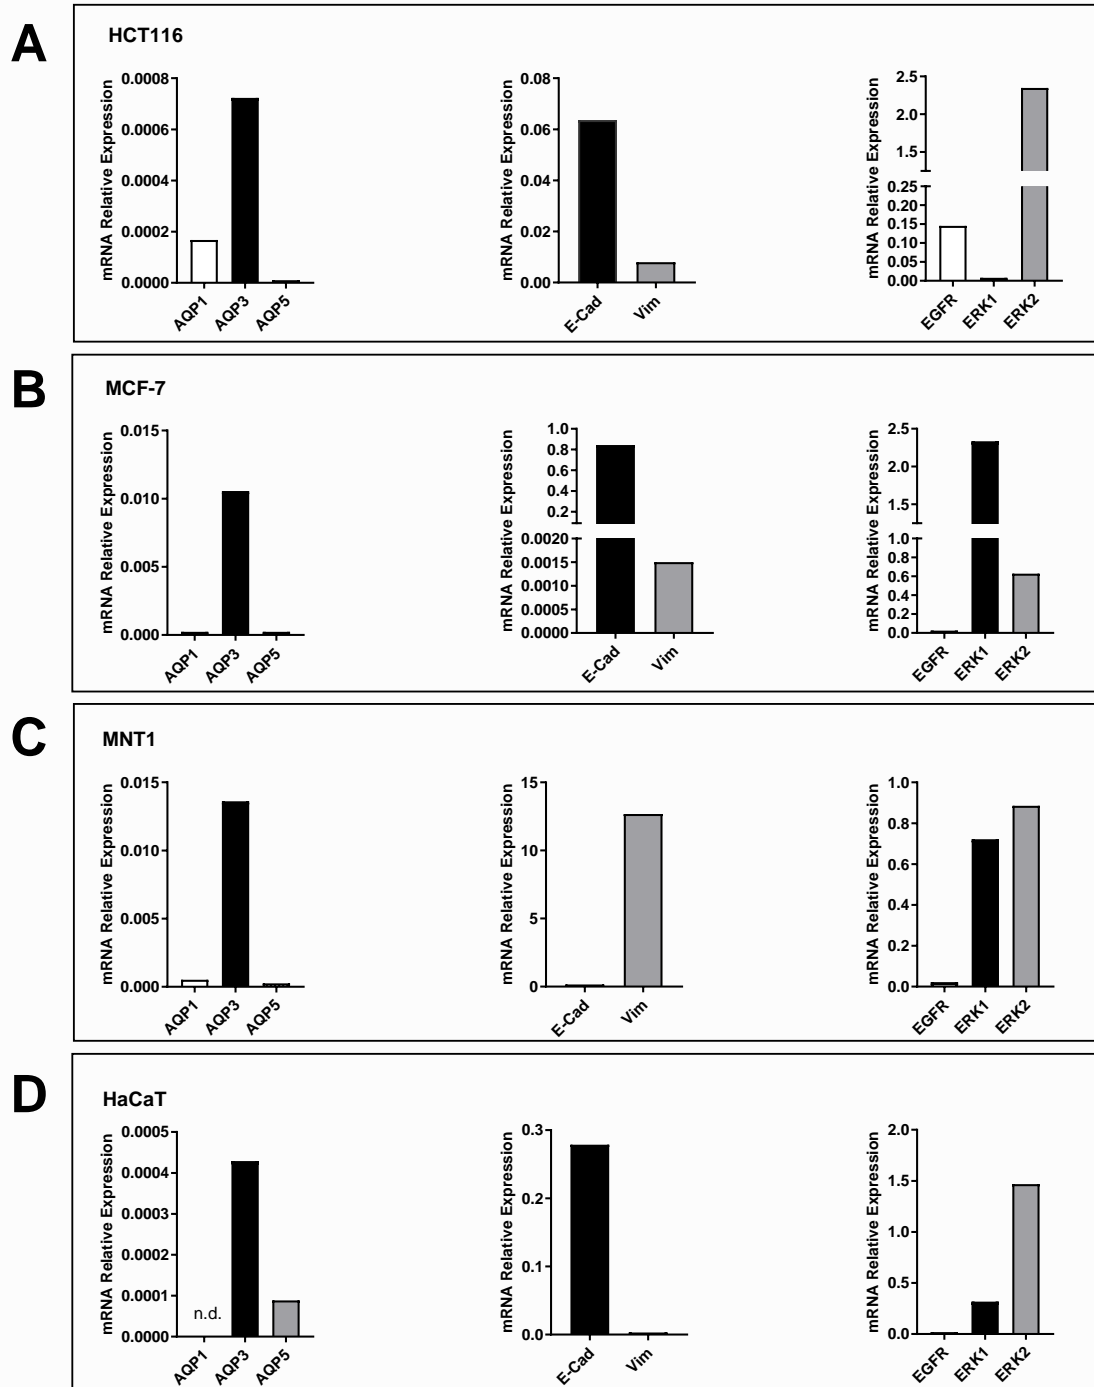 A
HCT116
mRNA Relative Expression
0.0008
0.0006
0.0004
0.0002
0.0000
AQP1
AQP3
AQP5
mRNA Relative Expression
0.08
0.06
0.04
0.02
0.00
E-Cad
Vim
mRNA Relative Expression
2.5
2.0
1.5
0.25
0.20
0.15
0.10
0.05
0.00
EGFR
ERK1
ERK2
B
MCF-7
mRNA Relative Expression
0.015
0.010
0.005
0.000
AQP1
AQP3
AQP5
mRNA Relative Expression
1.0
0.8
0.6
0.4
0.2
0.0020
0.0015
0.0010
0.0005
0.0000
E-Cad
Vim
mRNA Relative Expression
2.5
2.0
1.5
1.0
0.8
0.6
0.4
0.2
0.0
EGFR
ERK1
ERK2
C
MNT1
mRNA Relative Expression
0.015
0.010
0.005
0.000
AQP1
AQP3
AQP5
mRNA Relative Expression
15
10
5
0
E-Cad
Vim
mRNA Relative Expression
1.0
0.8
0.6
0.4
0.2
0.0
EGFR
ERK1
ERK2
D
HaCaT
mRNA Relative Expression
0.0005
0.0004
0.0003
0.0002
0.0001
0.0000
n.d.
AQP1
AQP3
AQP5
mRNA Relative Expression
0.3
0.2
0.1
0.0
E-Cad
Vim
mRNA Relative Expression
2.0
1.5
1.0
0.5
0.0
EGFR
ERK1
ERK2